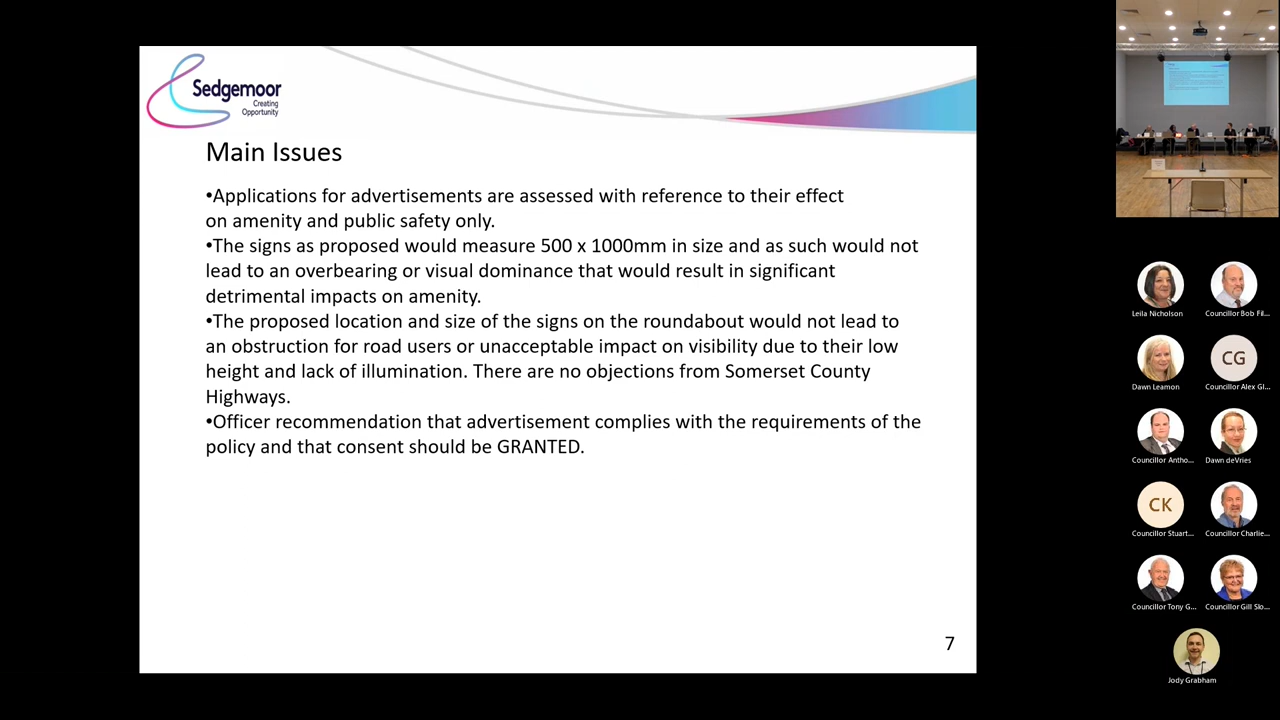 Sedgemoor
Creating
Opportunity
Main Issues
•Applications for advertisements are assessed with reference to their effect
on amenity and public safety only.
•The signs as proposed would measure 500 x 1000mm in size and as such would not
lead to an overbearing or visual dominance that would result in significant
detrimental impacts on amenity.
•The proposed location and size of the signs on the roundabout would not lead to
an obstruction for road users or unacceptable impact on visibility due to their low
height and lack of illumination. There are no objections from Somerset County
Highways.
•Officer recommendation that advertisement complies with the requirements of the
policy and that consent should be GRANTED.
7
Leila Nicholson
Councillor Bob Fil...
Dawn Leamon
CG
Councillor Alex Gl...
Councillor Antho...
Dawn deVries
CK
Councillor Stuart...
Councillor Charlie...
Councillor Tony G...
Councillor Gill Slo...
Jody Grabham